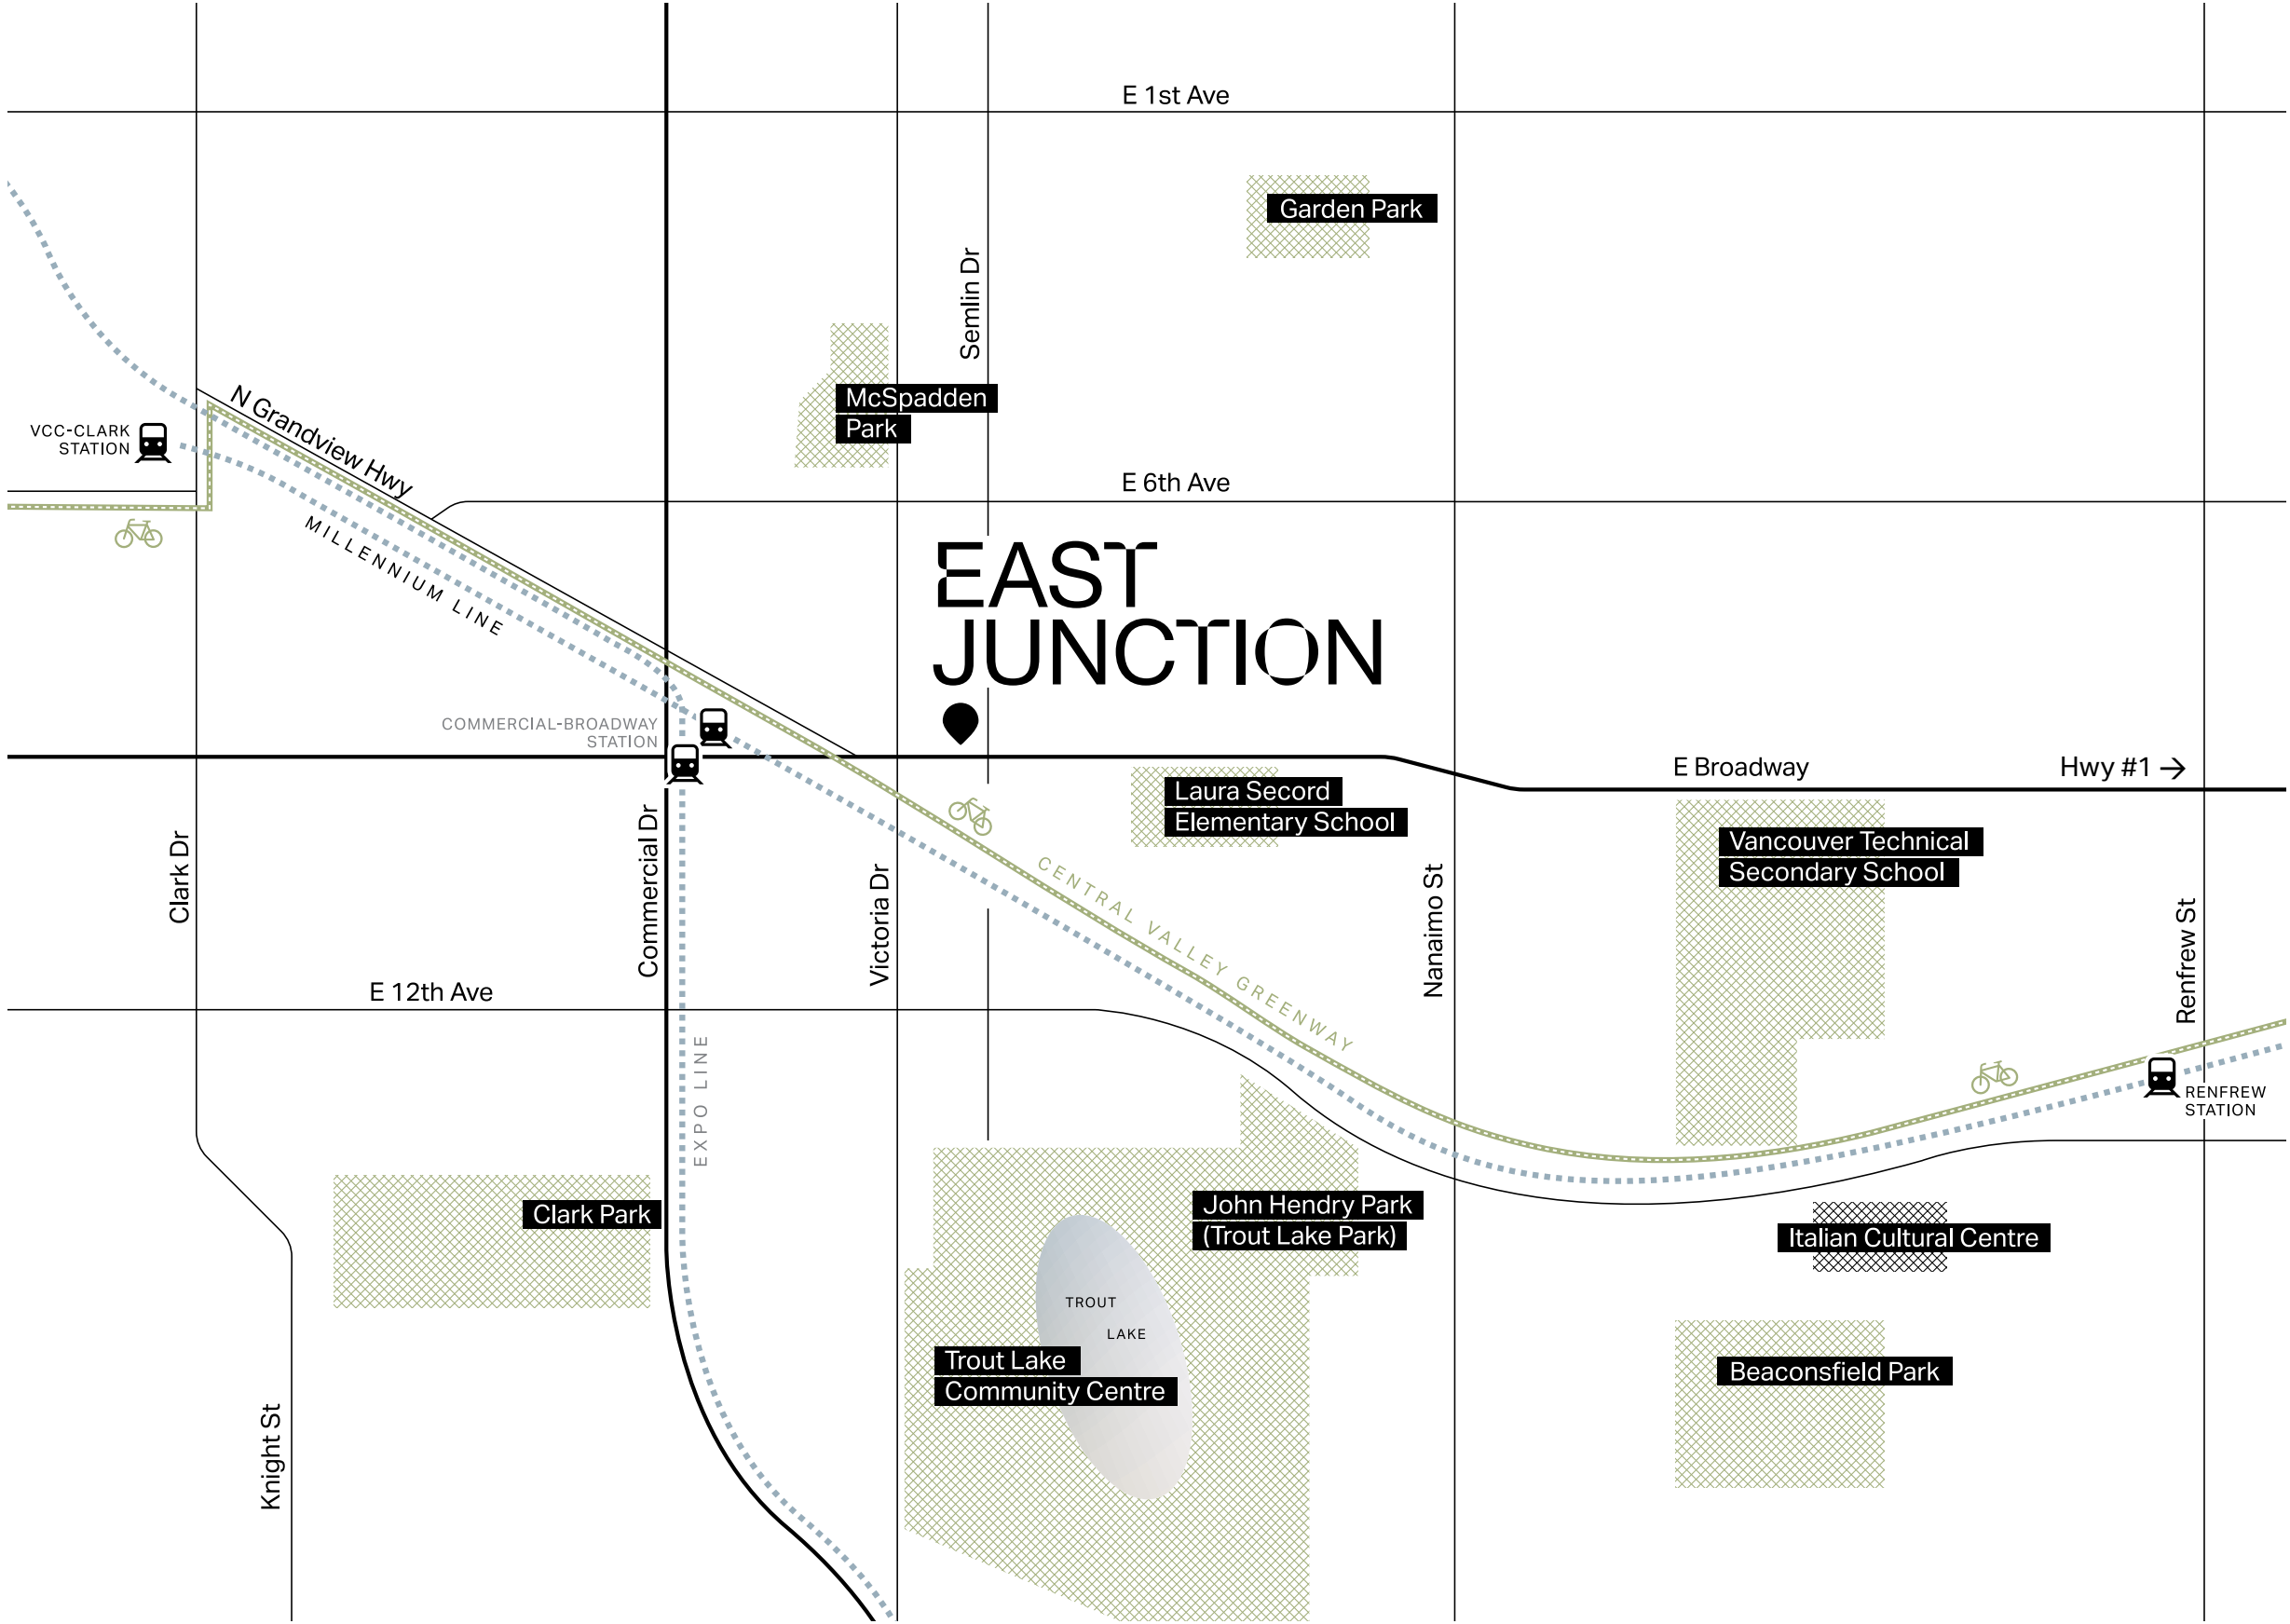 E 1st Ave
Garden Park
Semlin Dr
McSpadden
Park
N Grandview Hwy
VCC-CLARK
STATION
E 6th Ave
MILLENNIUM LINE
EAST
JUNCTION
COMMERCIAL-BROADWAY
STATION
E Broadway
Hwy #1
Laura Secord
Elementary School
Vancouver Technical
Secondary School
Clark Dr
Commercial Dr
Victoria Dr
CENTRAL VALLEY GREENWAY
Nanaimo St
Renfrew St
E 12th Ave
EXPO LINE
RENFREW
STATION
Clark Park
John Hendry Park
(Trout Lake Park)
Italian Cultural Centre
TROUT
LAKE
Trout Lake
Community Centre
Beaconsfield Park
Knight St